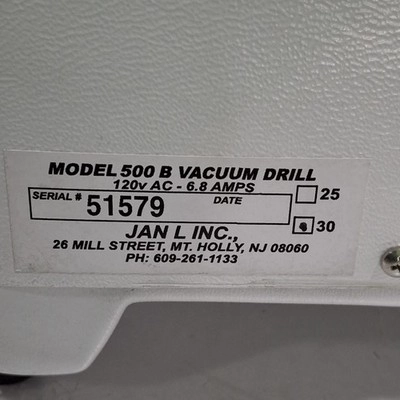 MODEL 500 B VACUUM DRILL
120v AC - 6.8 AMPS
SERIAL # 51579 DATE
25
30
JAN L INC.,
26 MILL STREET, MT. HOLLY, NJ 08060
PH: 609-261-1133